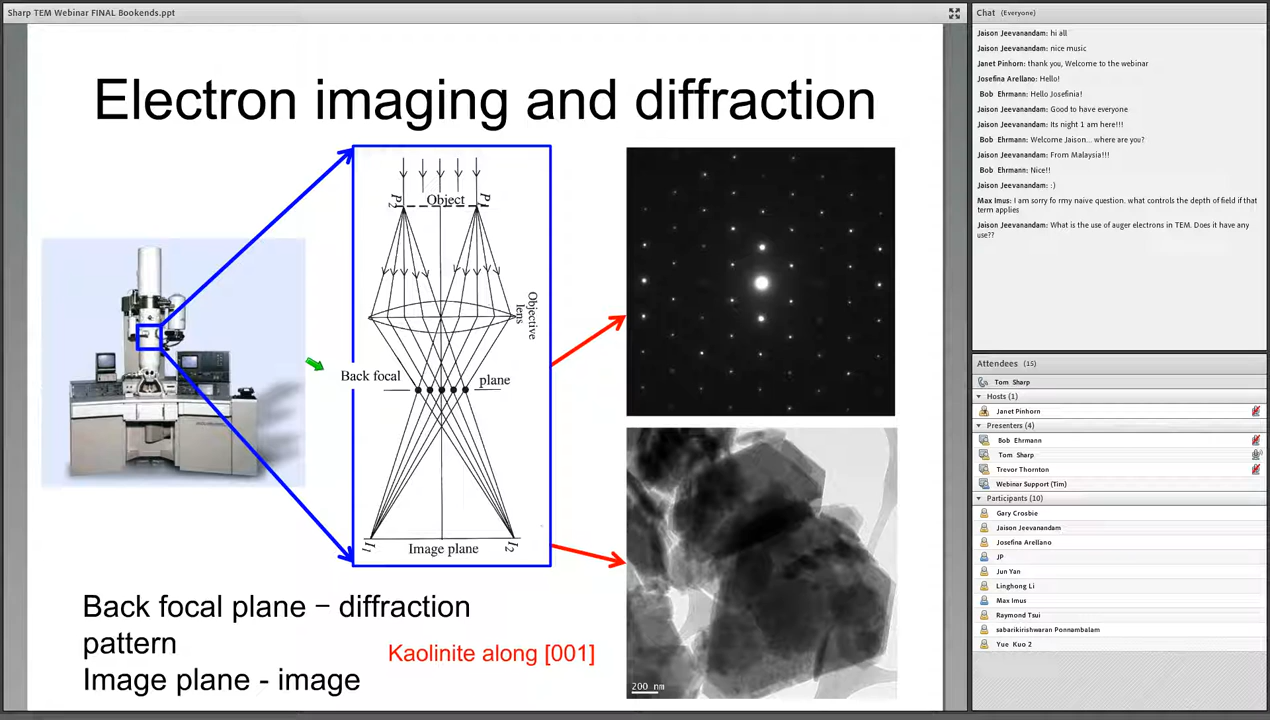 Sharp TEM Webinar FINAL Bookends.ppt
Electron imaging and diffraction
P2
Object
P1
Objective
lens
Back focal
plane
I1
Image plane
I2
Back focal plane – diffraction
pattern
Image plane - image
Kaolinite along [001]
200 nm
Chat (Everyone)
Jaison Jeevanandam: hi all
Jaison Jeevanandam: nice music
Janet Pinhorn: thank you, Welcome to the webinar
Josefina Arellano: Hello!
Bob Ehrmann: Hello Josefinia!
Jaison Jeevanandam: Good to have everyone
Jaison Jeevanandam: Its night 1 am here!!!
Bob Ehrmann: Welcome Jaison... where are you?
Jaison Jeevanandam: From Malaysia!!!
Bob Ehrmann: Nice!!
Jaison Jeevanandam: :)
Max Imus: I am sorry fo rmy naive question. what controls the depth of field if that
term applies
Jaison Jeevanandam: What is the use of auger electrons in TEM. Does it have any
use??
Attendees (15)
Tom Sharp
Hosts (1)
Janet Pinhorn
Presenters (4)
Bob Ehrmann
Tom Sharp
Trevor Thornton
Webinar Support (Tim)
Participants (10)
Gary Crosbie
Jaison Jeevanandam
Josefina Arellano
JP
Jun Yan
Linghong Li
Max Imus
Raymond Tsui
sabarikirishwaran Ponnambalam
Yue Kuo 2